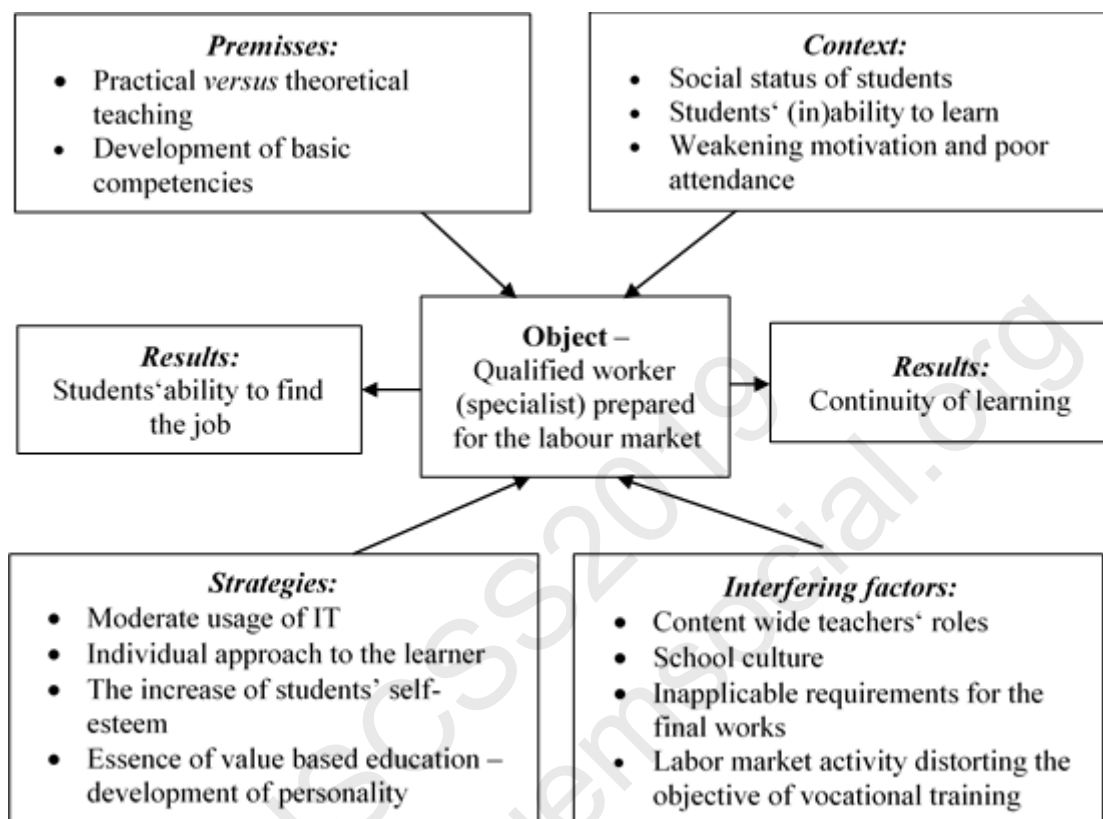 Premisses:
• Practical versus theoretical
teaching
• Development of basic
competencies
Context:
• Social status of students
• Students‘ (in)ability to learn
• Weakening motivation and poor
attendance
Results:
Students‘ability to find
the job
Object –
Qualified worker
(specialist) prepared
for the labour market
Results:
Continuity of learning
Strategies:
• Moderate usage of IT
• Individual approach to the learner
• The increase of students’ self-
esteem
• Essence of value based education –
development of personality
Interfering factors:
• Content wide teachers‘ roles
• School culture
• Inapplicable requirements for the
final works
• Labor market activity distorting the
objective of vocational training
SCSS2019
emsocial.org